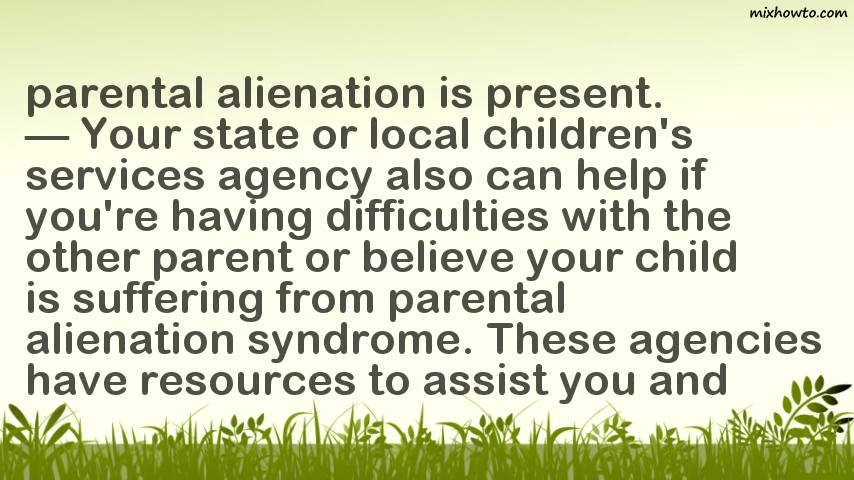 mixhowto.com
parental alienation is present.
— Your state or local children's
services agency also can help if
you're having difficulties with the
other parent or believe your child
is suffering from parental
alienation syndrome. These agencies
have resources to assist you and